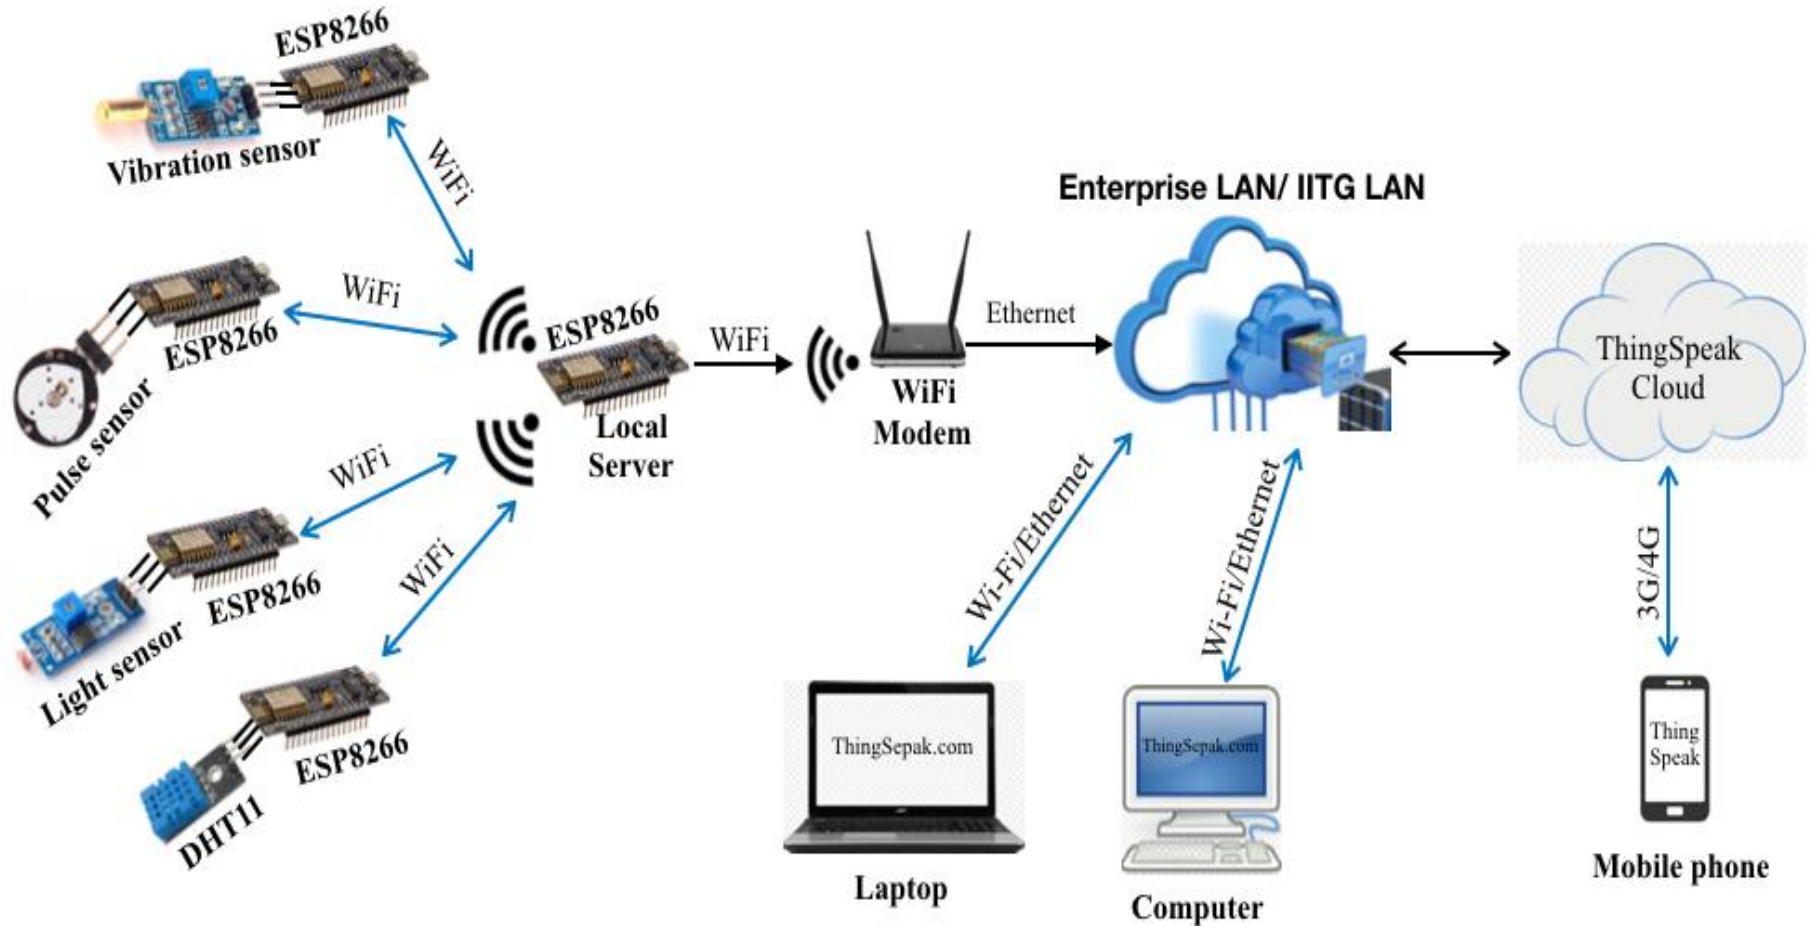 ESP8266
Vibration sensor
WiFi
WiFi
ESP8266
Pulse sensor
WiFi
ESP8266
Light sensor
WiFi
ESP8266
DHT11
ESP8266
Local
Server
WiFi
WiFi
Modem
Ethernet
Enterprise LAN/ IITG LAN
ThingSpeak
Cloud
Wi-Fi/Ethernet
Wi-Fi/Ethernet
3G/4G
ThingSepak.com
Laptop
ThingSepak.com
Computer
Thing
Speak
Mobile phone